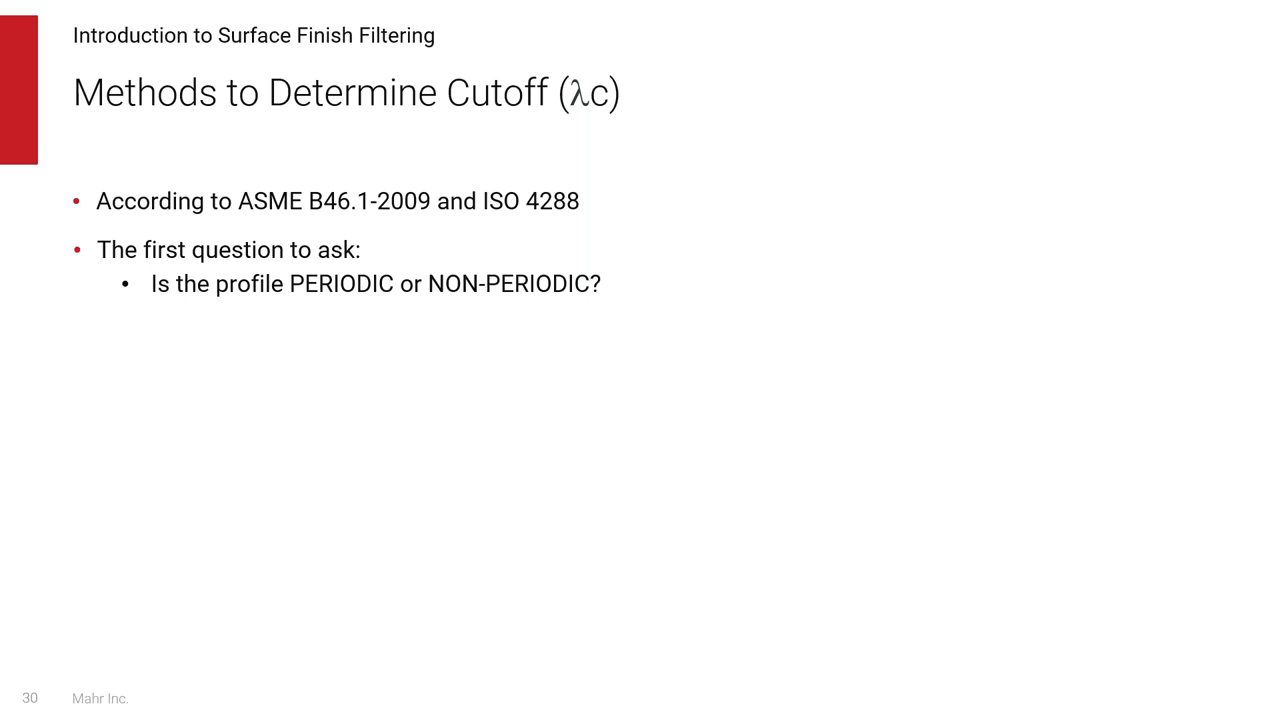 Introduction to Surface Finish Filtering
Methods to Determine Cutoff (λc)
• According to ASME B46.1-2009 and ISO 4288
• The first question to ask:
• Is the profile PERIODIC or NON-PERIODIC?
30 Mahr Inc.